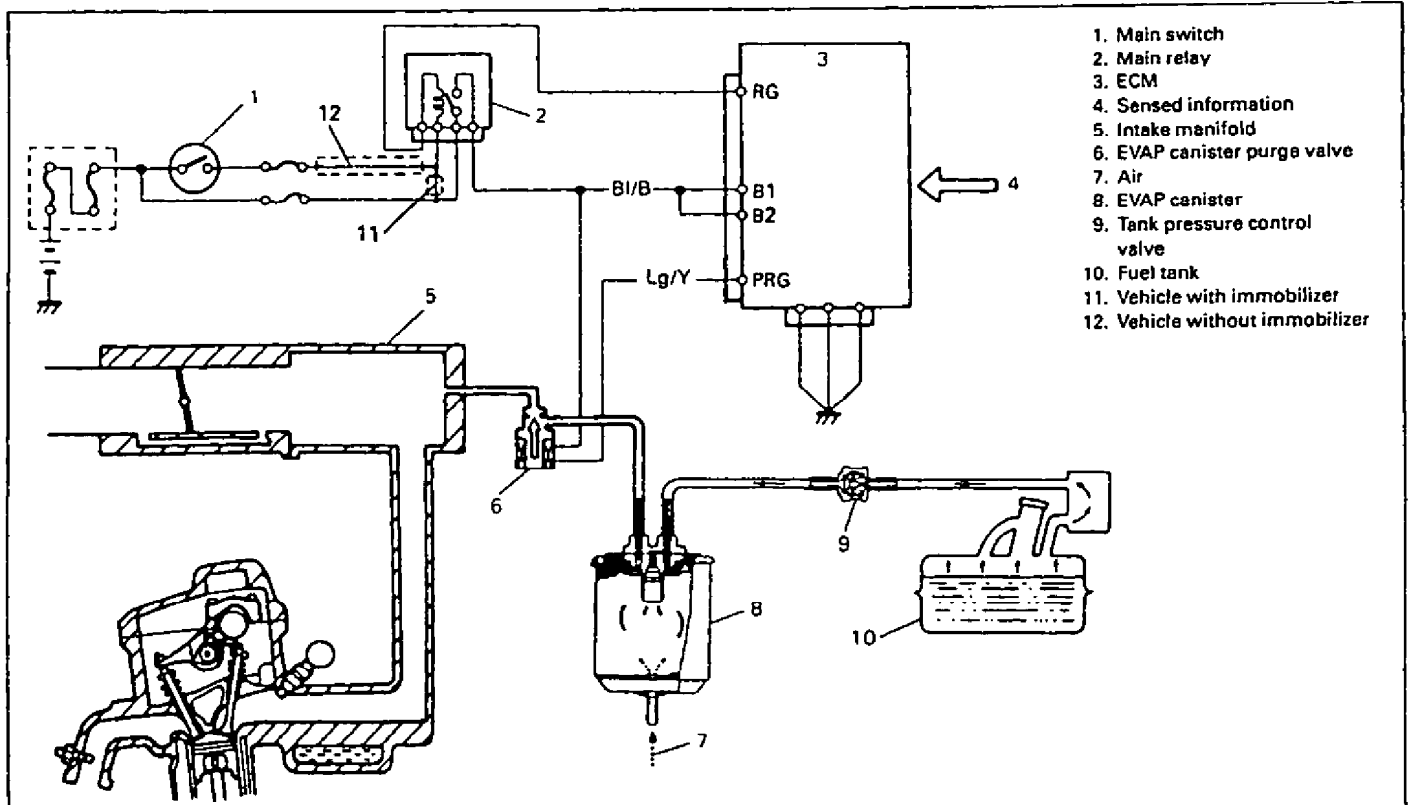 1. Main switch
2. Main relay
3. ECM
4. Sensed information
5. Intake manifold
6. EVAP canister purge valve
7. Air
8. EVAP canister
9. Tank pressure control
valve
10. Fuel tank
11. Vehicle with immobilizer
12. Vehicle without immobilizer
3
RG
1
12
2
Bl/B
B1
4
B2
11
Lg/Y
PRG
5
6
9
8
10
7